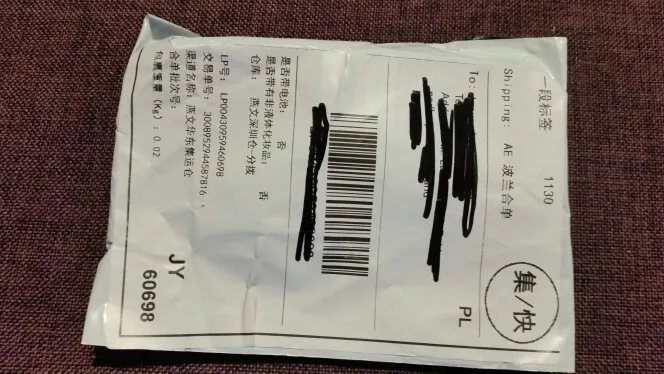 一段标签 1130
Shipping: AE 波兰合单
集/快
To:
PL
是否带电池: 否
是否带有非液体化妆品: 否
仓库: 燕文深圳仓-分拨
LP号: LP00430959460698
交易单号: 3008952944587816 ,
渠道名称: 燕文华东集运仓
合单批次号:
包裹重量 (Kg) : 0.02
JY
60698